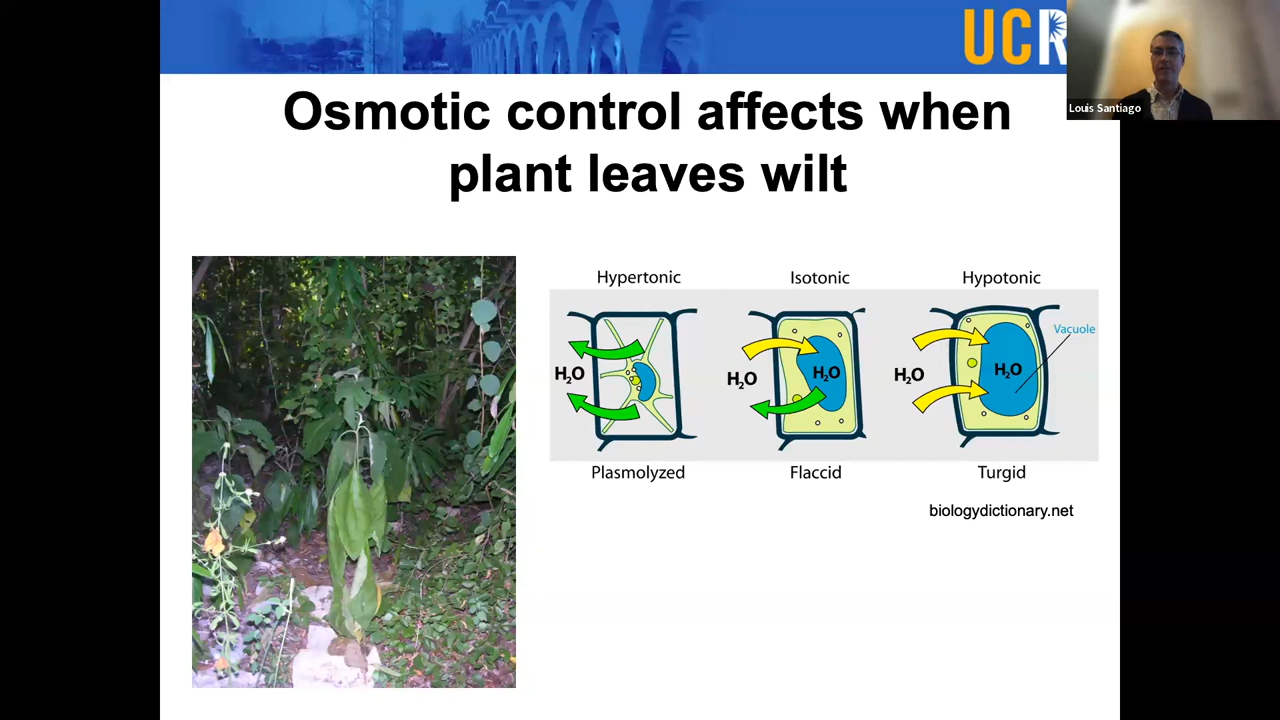 UCR
Louis Santiago
Osmotic control affects when
plant leaves wilt
Hypertonic
Isotonic
Hypotonic
H₂O
H₂O
H₂O
H₂O
H₂O
Vacuole
Plasmolyzed
Flaccid
Turgid
biologydictionary.net